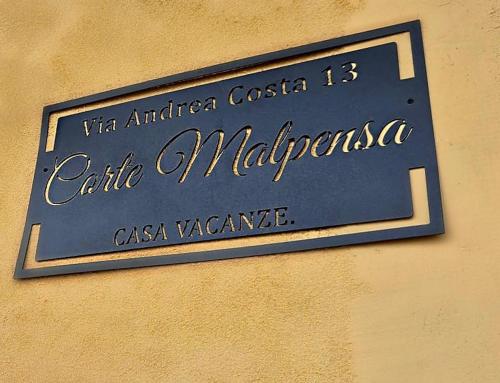 Via Andrea Costa 13
Corte Malpensa
CASA VACANZE.